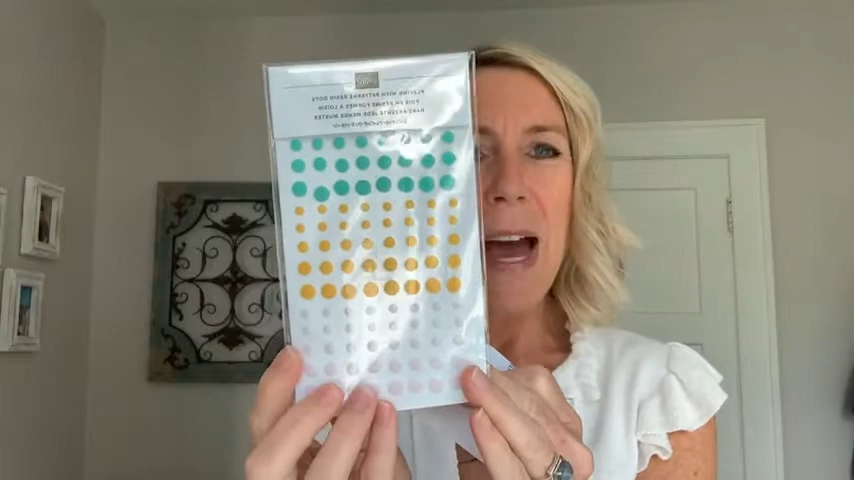 PLAYING WITH PATTERNS RESIN DOTS
POIS EN RÉSINE FORMES À LOISIR
HARZ-AKZENTE JEDE MENGE MUSTER